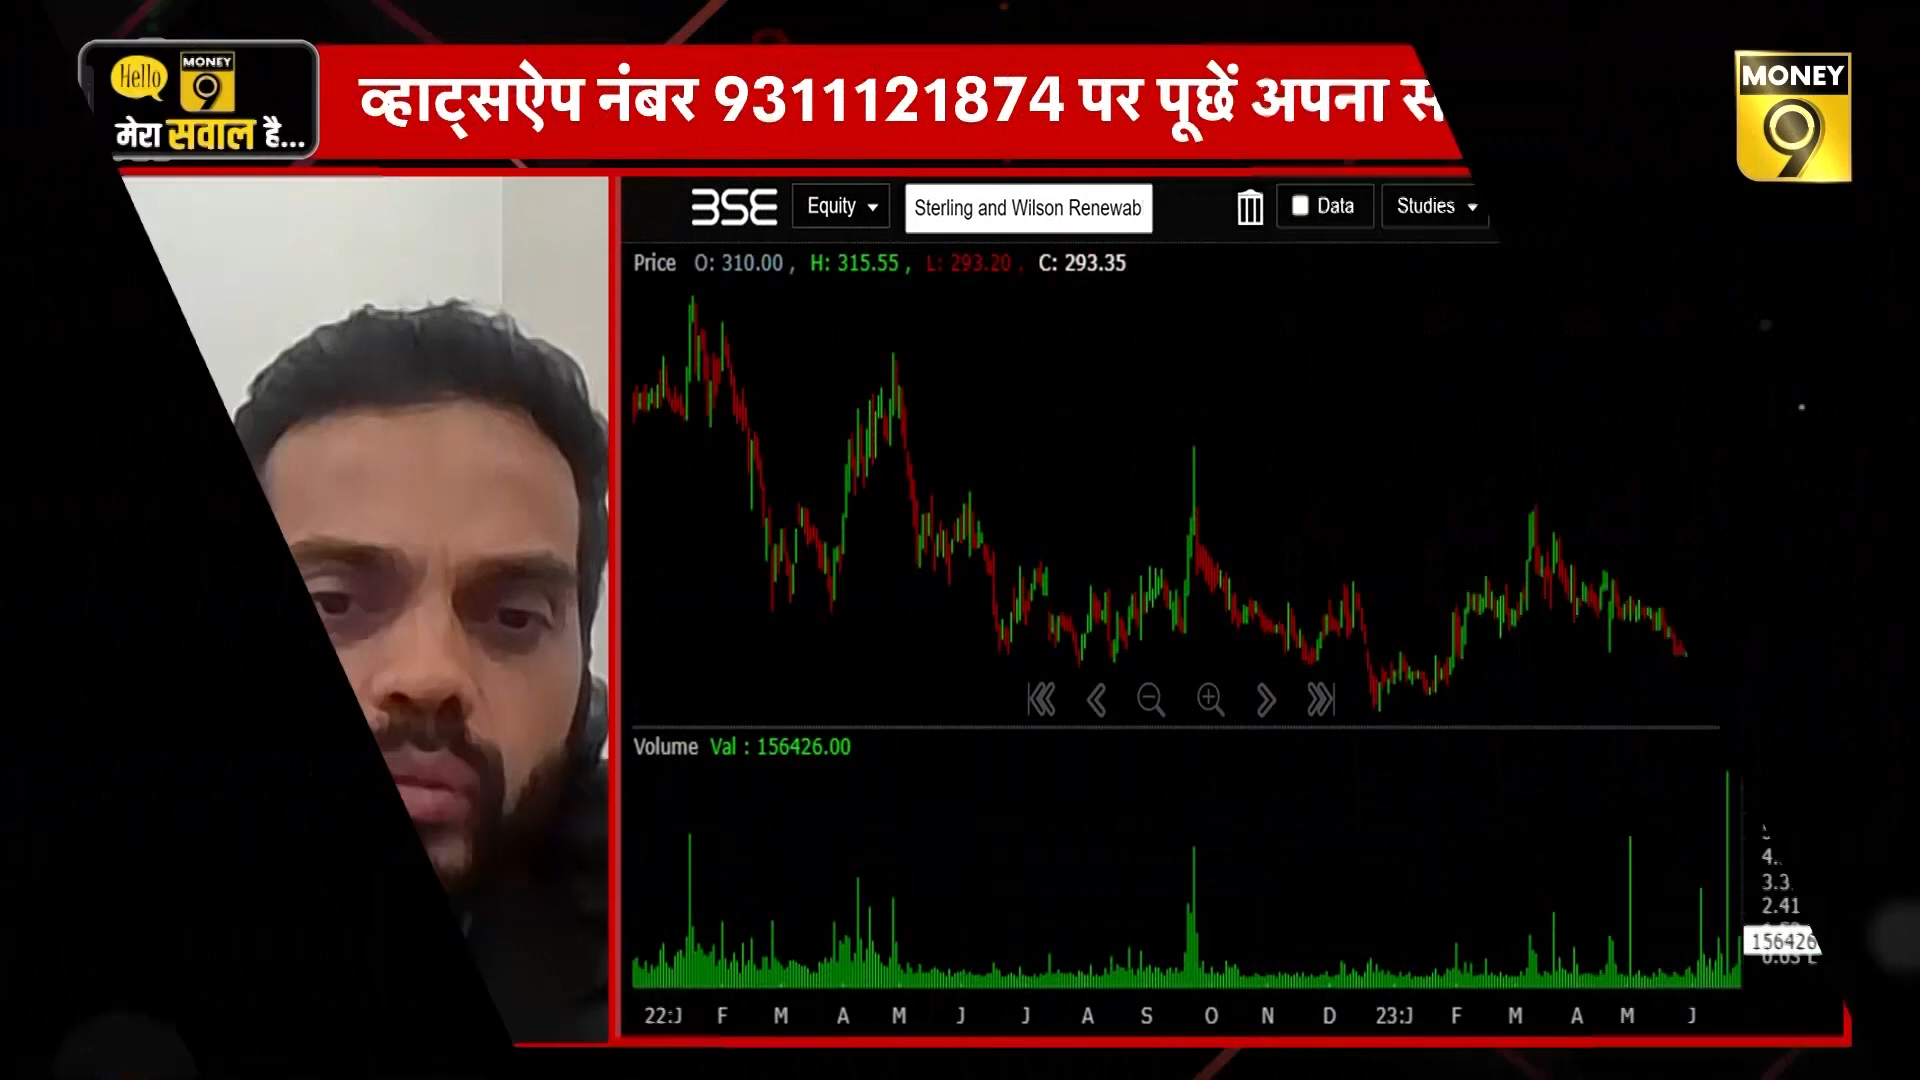 Hello MONEY 9
मेरा सवाल है...
व्हाट्सऐप नंबर 9311121874 पर पूछें अपना
MONEY 9
BSE Equity Sterling and Wilson Renewab Data Studies
Price O: 310.00 , H: 315.55 , L: 293.20 , C: 293.35
Volume Val : 156426.00
3.3
2.41
156426
22:J F M A M J J A S O N D 23:J F M A M J